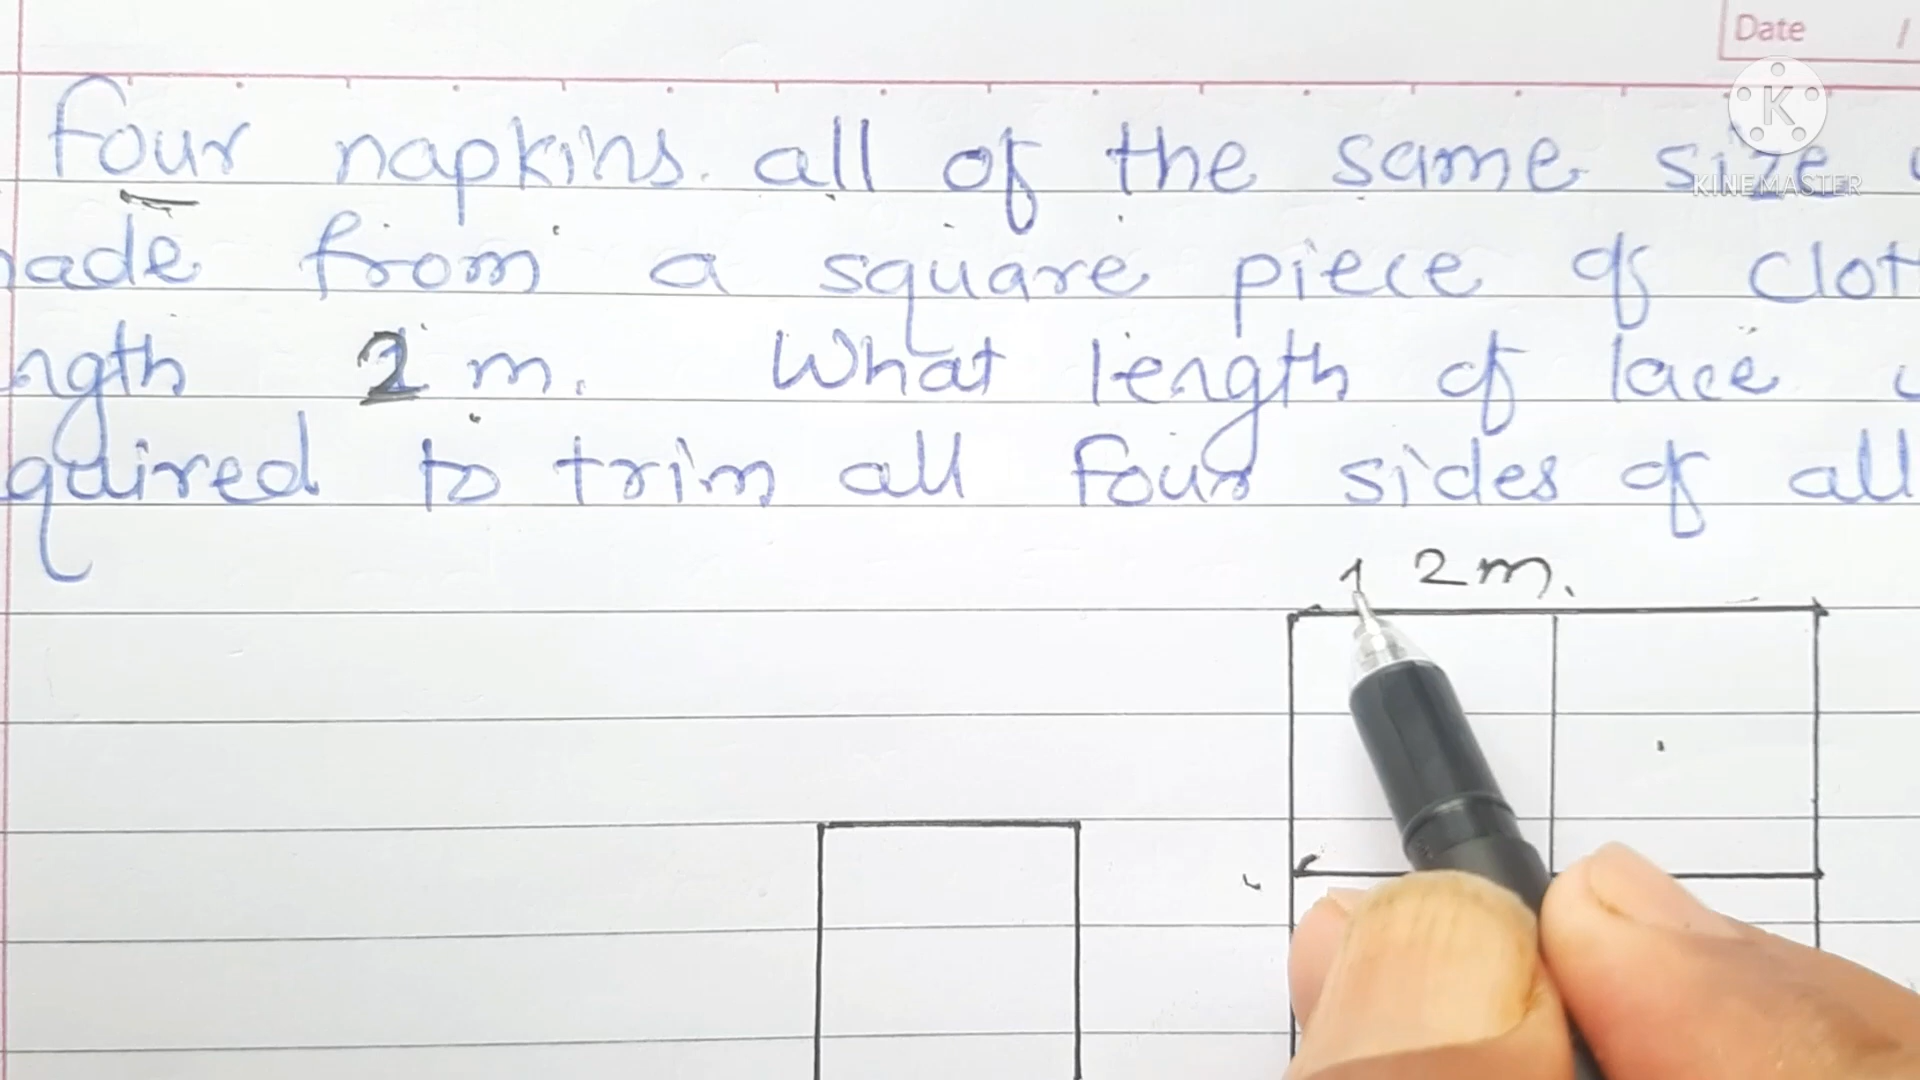 Date
K
KINEMASTER
Four napkins. all of the same size
ade from a square piece of clot
ngth 2 m. What length of lace
quired to trim all four sides of all
1 2m.